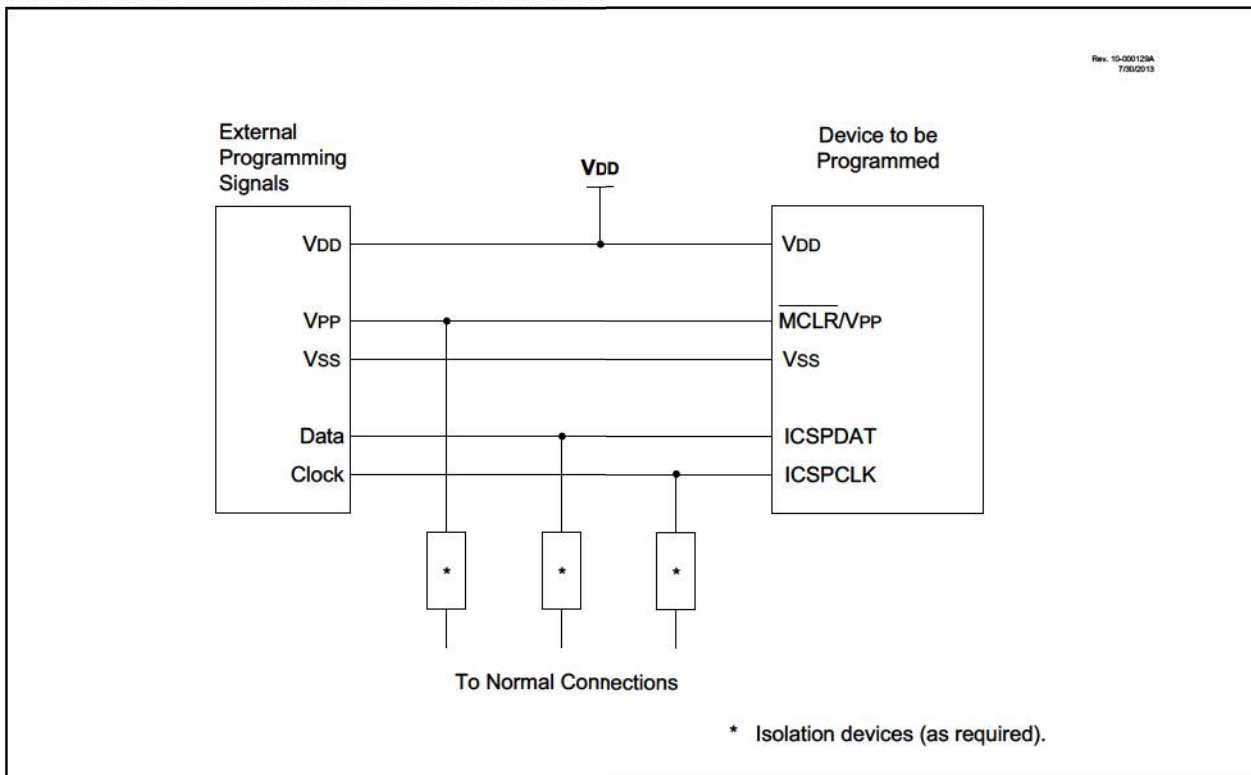 Rev. 10-000129A
7/30/2013
External
Programming
Signals
Device to be
Programmed
VDD
VDD
VDD
VPP
MCLR/VPP
VSS
VSS
Data
ICSPDAT
Clock
ICSPCLK
*
*
*
To Normal Connections
* Isolation devices (as required).